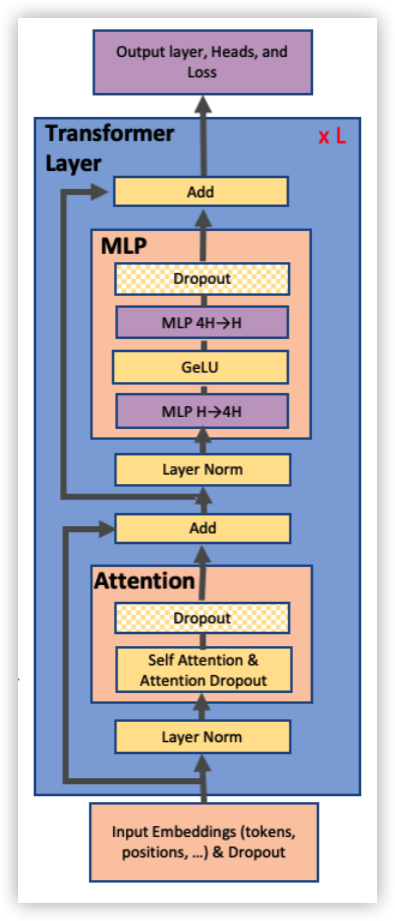 Output layer, Heads, and
Loss
Transformer
Layer
x L
Add
MLP
Dropout
MLP 4H→H
GeLU
MLP H→4H
Layer Norm
Add
Attention
Dropout
Self Attention &
Attention Dropout
Layer Norm
Input Embeddings (tokens,
positions, ...) & Dropout